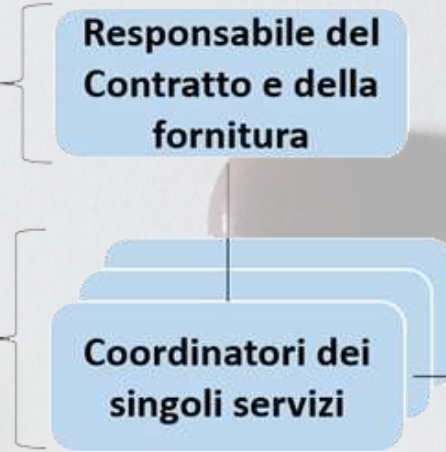 Responsabile del
Contratto e della
fornitura
Coordinatori dei
singoli servizi